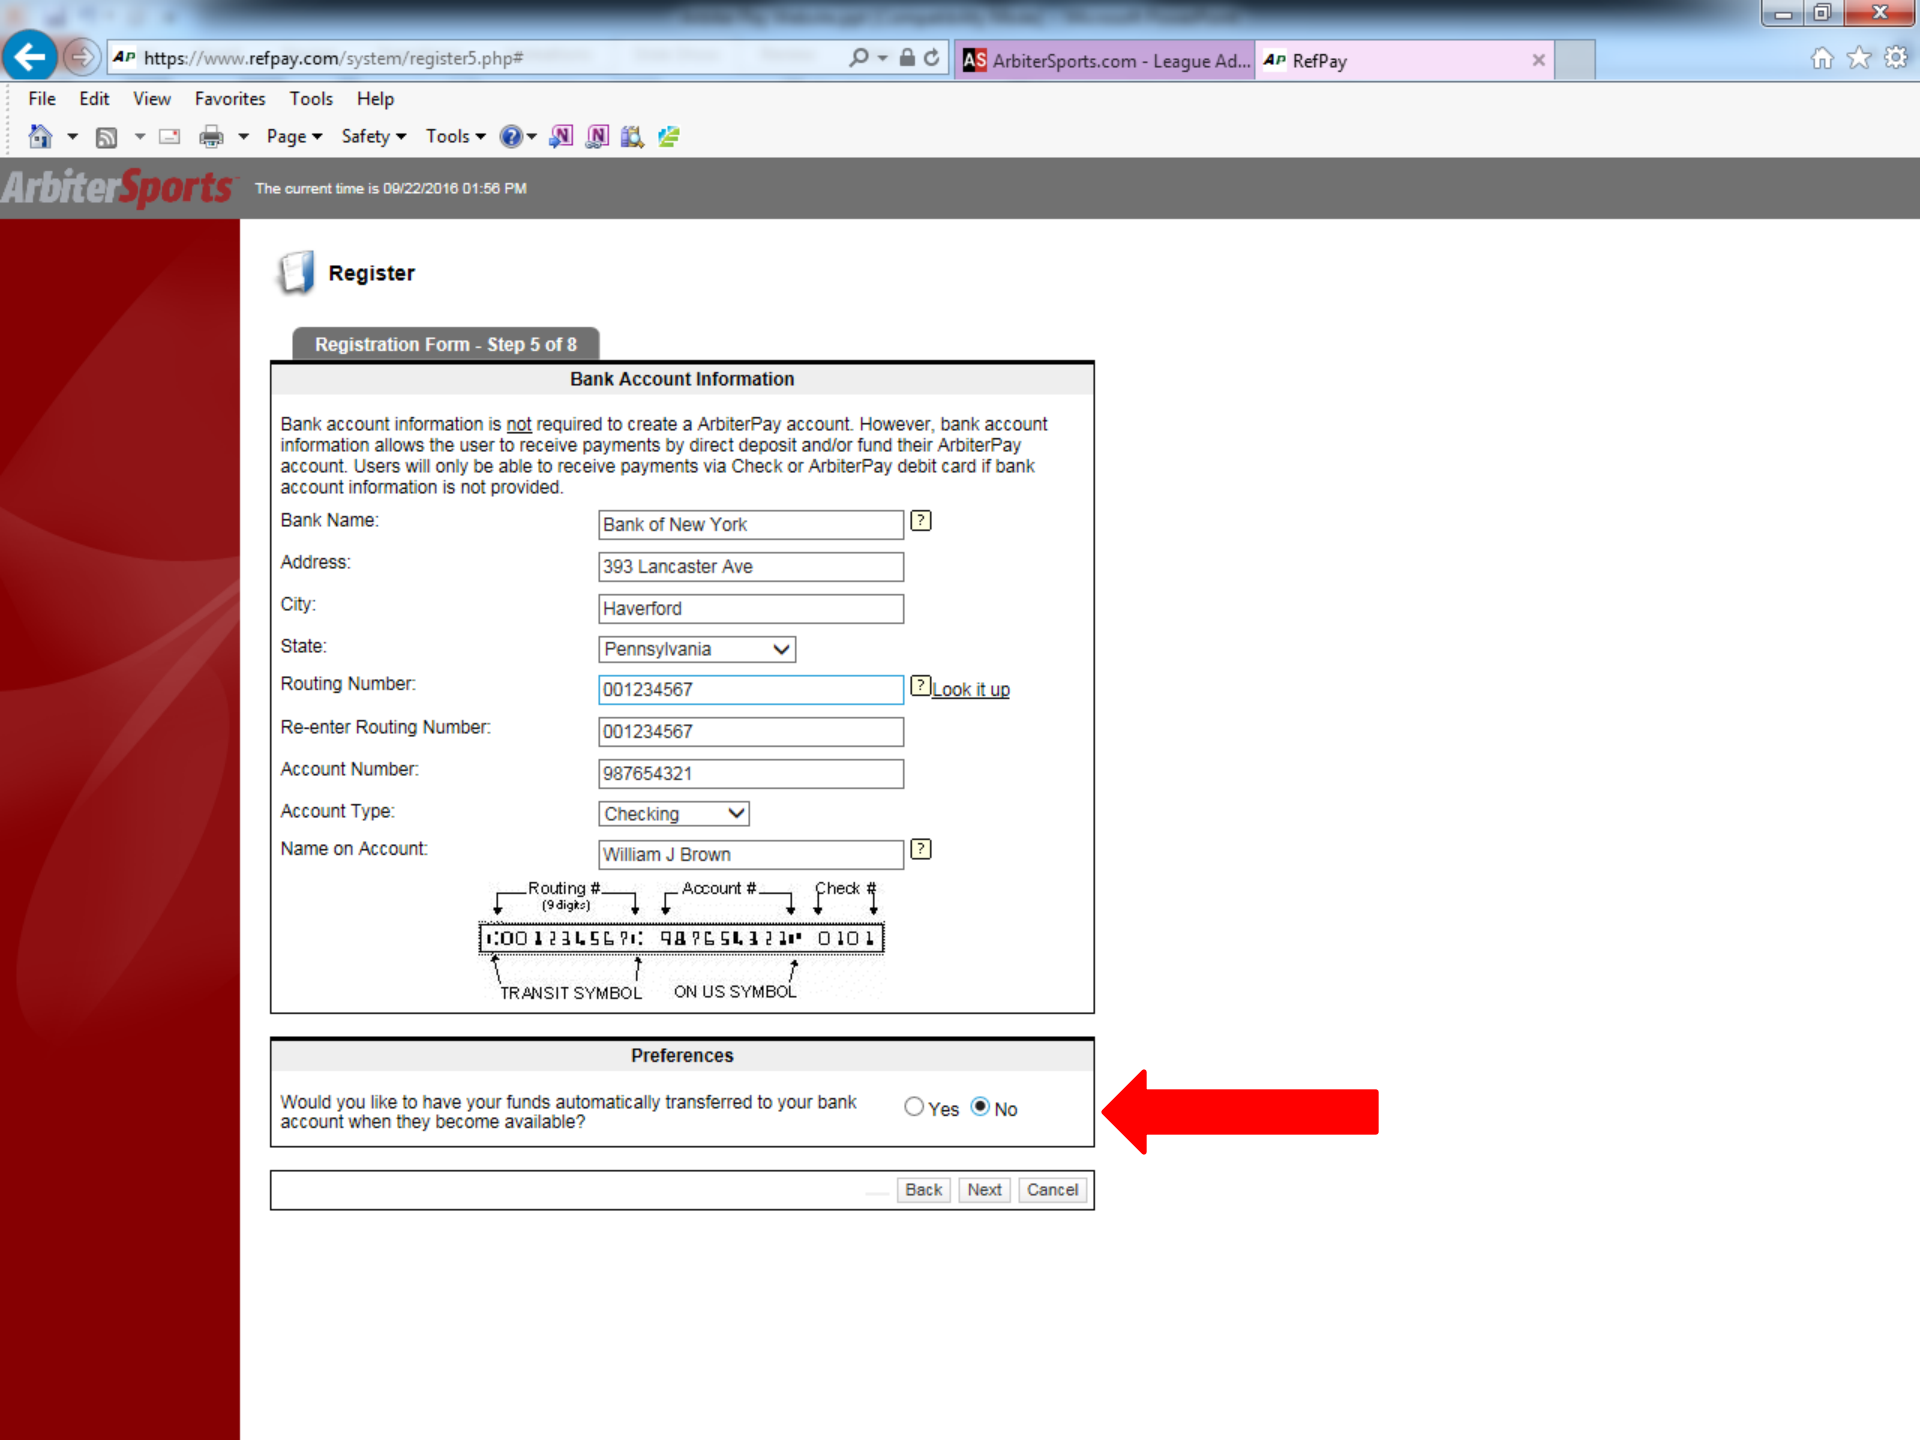 AP https://www.refpay.com/system/register5.php#
AS ArbiterSports.com - League Ad...
AP RefPay
File Edit View Favorites Tools Help
Page Safety Tools
ArbiterSports The current time is 09/22/2016 01:56 PM
Register
Registration Form - Step 5 of 8
Bank Account Information
Bank account information is not required to create a ArbiterPay account. However, bank account
information allows the user to receive payments by direct deposit and/or fund their ArbiterPay
account. Users will only be able to receive payments via Check or ArbiterPay debit card if bank
account information is not provided.
Bank Name: Bank of New York ?
Address: 393 Lancaster Ave
City: Haverford
State: Pennsylvania
Routing Number: 001234567 ? Look it up
Re-enter Routing Number: 001234567
Account Number: 987654321
Account Type: Checking
Name on Account: William J Brown ?
Routing # Account # Check #
(9 digits)
⑆001234567⑆ 987654321⑈ 0101
TRANSIT SYMBOL ON US SYMBOL
Preferences
Would you like to have your funds automatically transferred to your bank
account when they become available?
Yes No
Back Next Cancel